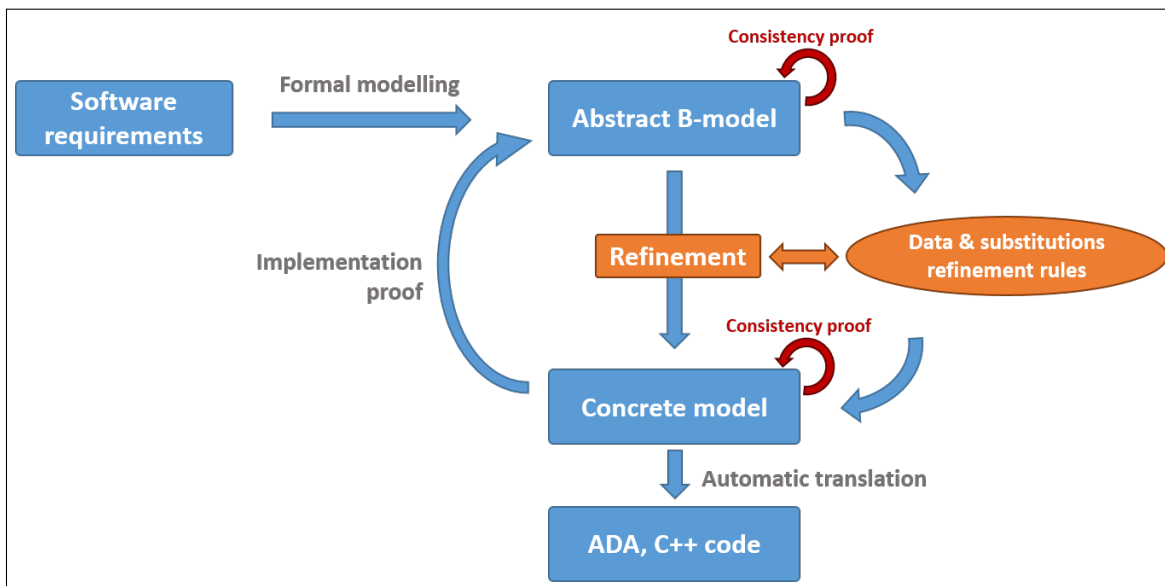 Consistency proof
Formal modelling
Software
requirements
Abstract B-model
Implementation
proof
Refinement
Data & substitutions
refinement rules
Consistency proof
Concrete model
Automatic translation
ADA, C++ code